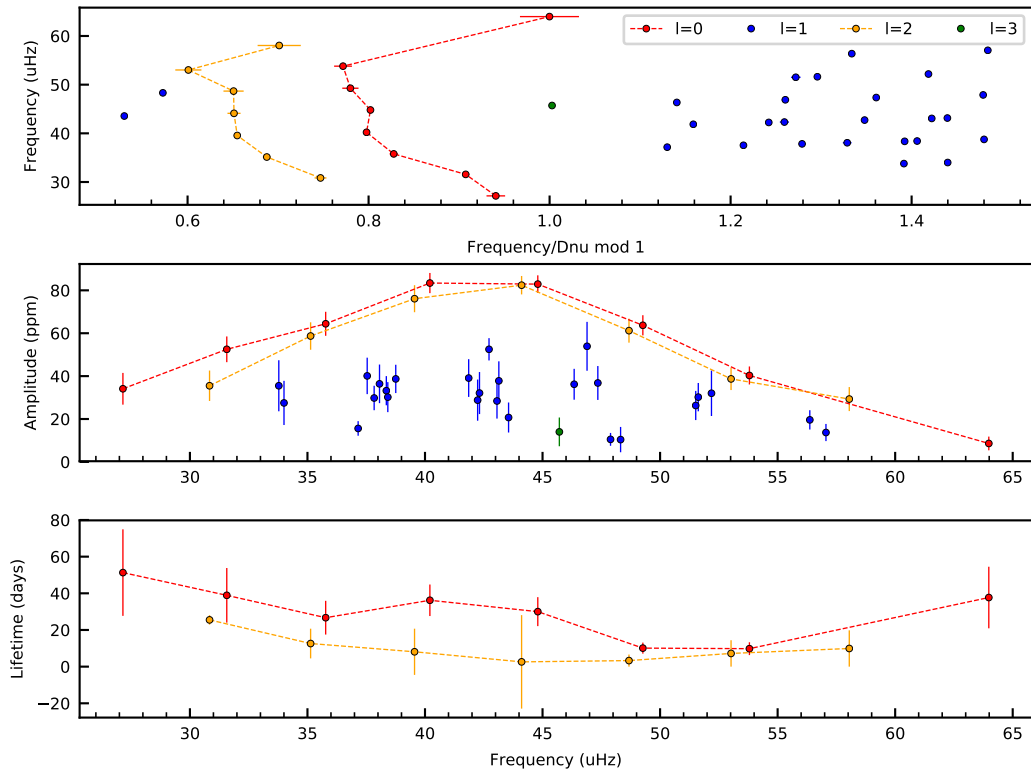 l=0 l=1 l=2 l=3
Frequency (uHz)
60
50
40
30
0.6 0.8 1.0 1.2 1.4
Frequency/Dnu mod 1
Amplitude (ppm)
80
60
40
20
0
30 35 40 45 50 55 60 65
Lifetime (days)
80
60
40
20
0
−20
30 35 40 45 50 55 60 65
Frequency (uHz)